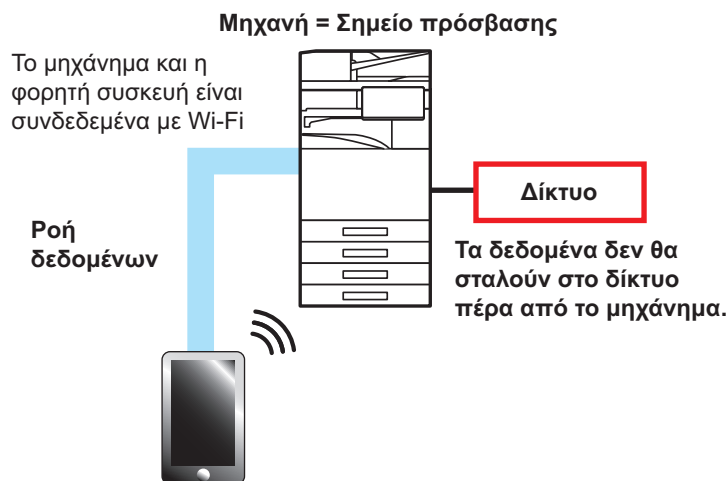 Μηχανή = Σημείο πρόσβασης
Το μηχάνημα και η
φορητή συσκευή είναι
συνδεδεμένα με Wi-Fi
Δίκτυο
Ροή
δεδομένων
Τα δεδομένα δεν θα
σταλούν στο δίκτυο
πέρα από το μηχάνημα.